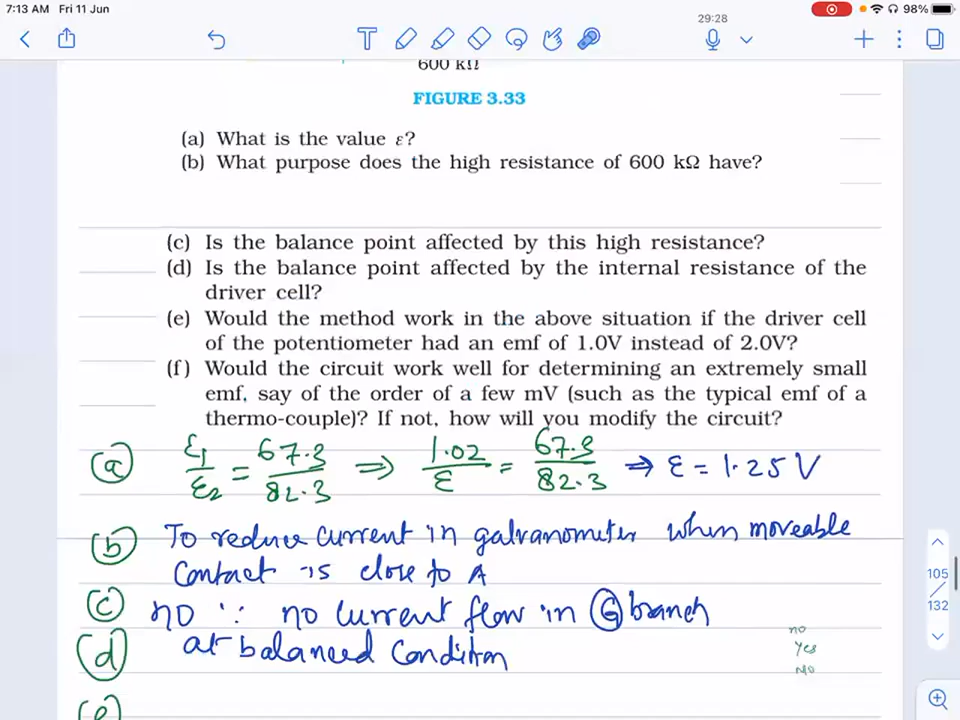 7:13 AM Fri 11 Jun
98%
29:28
600 kΩ
FIGURE 3.33
(a) What is the value ε?
(b) What purpose does the high resistance of 600 kΩ have?
(c) Is the balance point affected by this high resistance?
(d) Is the balance point affected by the internal resistance of the
driver cell?
(e) Would the method work in the above situation if the driver cell
of the potentiometer had an emf of 1.0V instead of 2.0V?
(f) Would the circuit work well for determining an extremely small
emf, say of the order of a few mV (such as the typical emf of a
thermo-couple)? If not, how will you modify the circuit?
(a) ε1/ε2 = 67.3/82.3 ⇒ 1.02/ε = 67.3/82.3 ⇒ ε = 1.25 V
(b) To reduce current in galvanometer when moveable
contact is close to A
(c) no ∵ no current flow in G branch
(d) at balanced condition
no
Yes
No
(e)
105
/
132